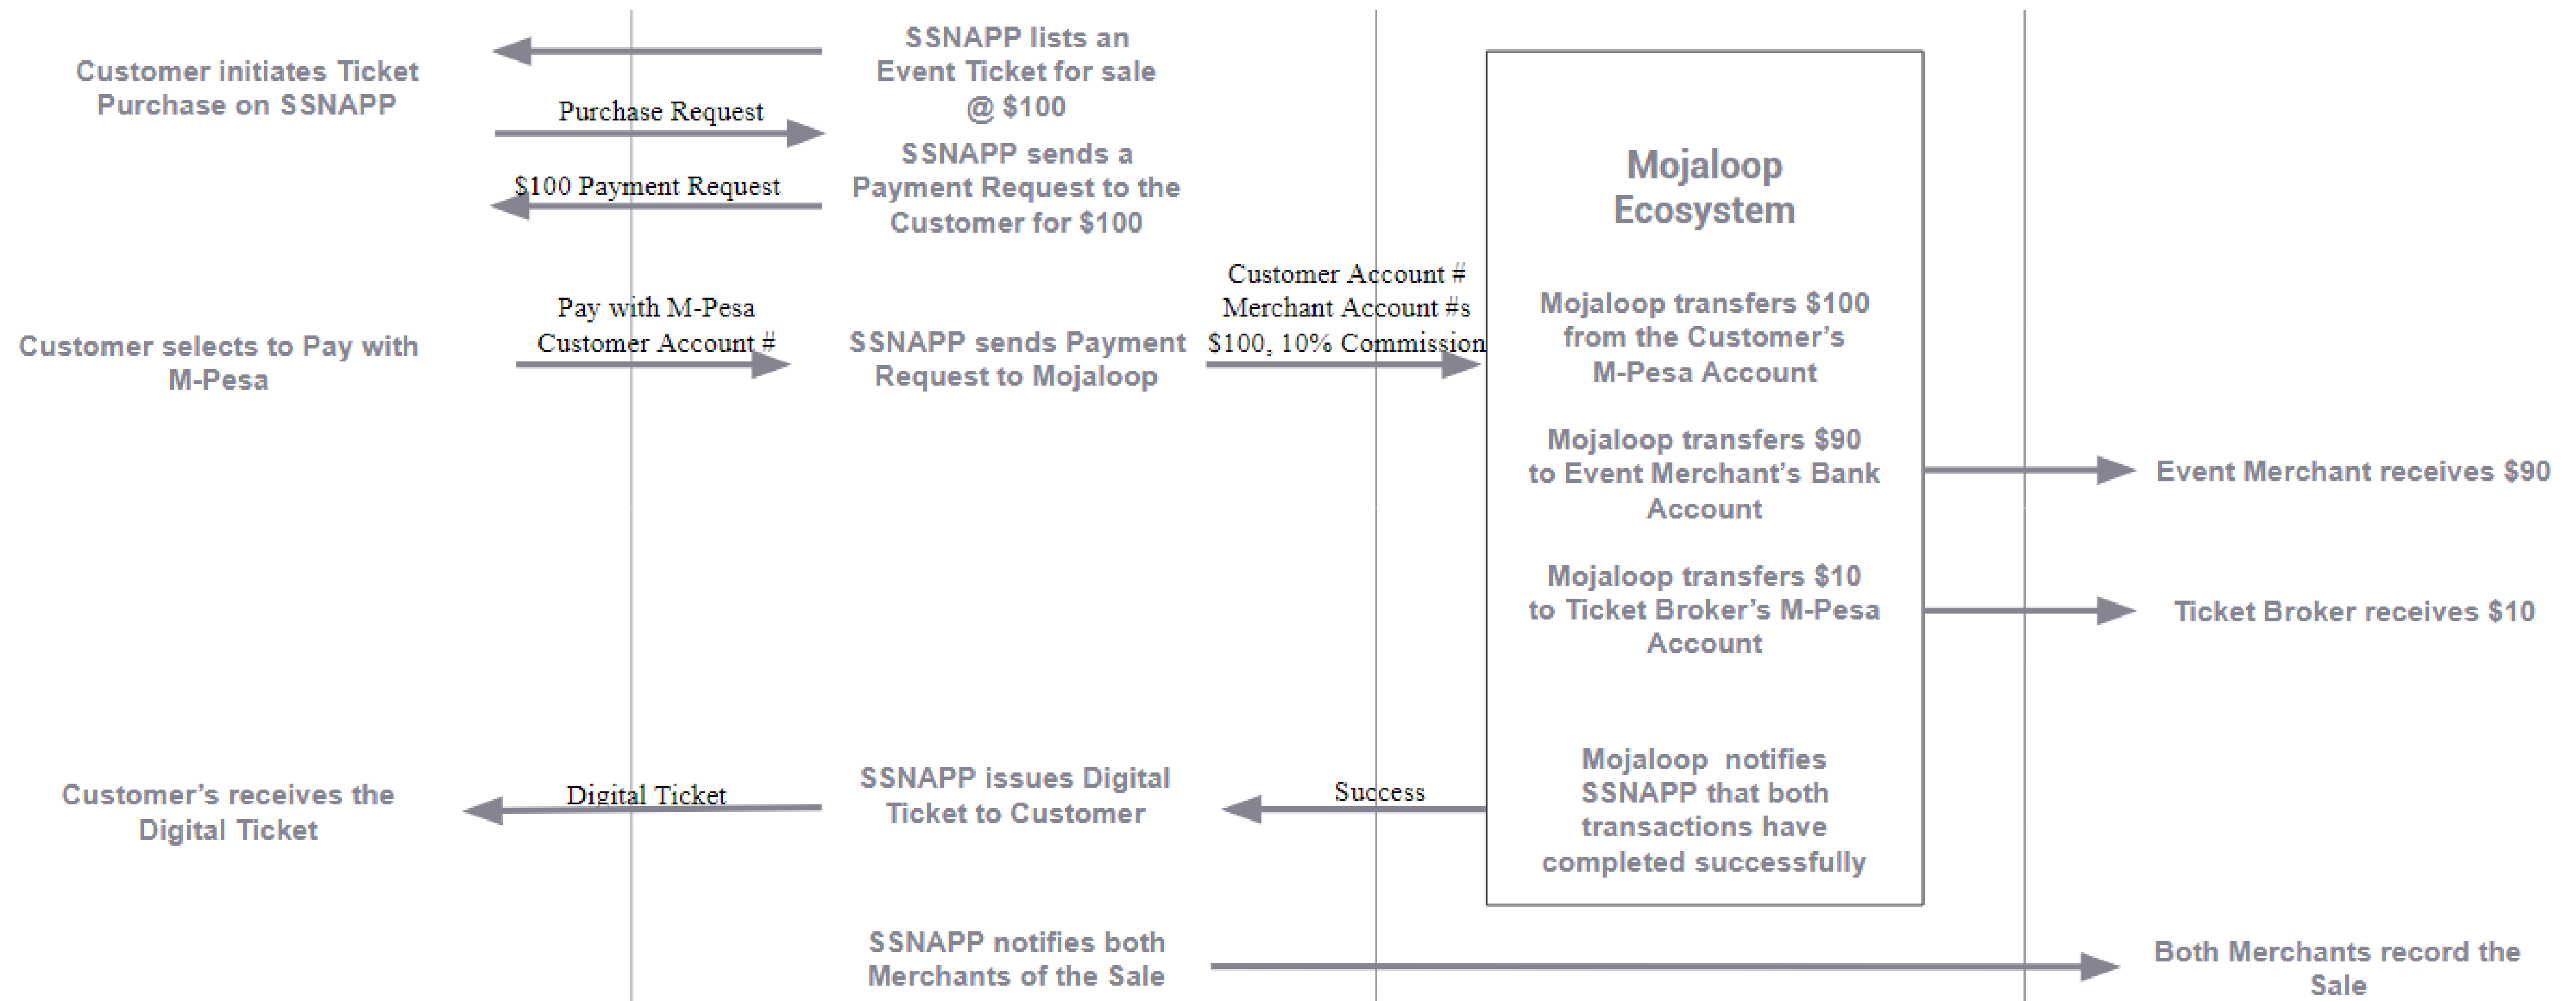 SSNAPP lists an
Event Ticket for sale
@ $100
Customer initiates Ticket
Purchase on SSNAPP
Purchase Request
SSNAPP sends a
Payment Request to the
Customer for $100
$100 Payment Request
Mojaloop
Ecosystem
Customer selects to Pay with
M-Pesa
Pay with M-Pesa
Customer Account #
SSNAPP sends Payment
Request to Mojaloop
Customer Account #
Merchant Account #s
$100, 10% Commission
Mojaloop transfers $100
from the Customer’s
M-Pesa Account
Mojaloop transfers $90
to Event Merchant’s Bank
Account
Event Merchant receives $90
Mojaloop transfers $10
to Ticket Broker’s M-Pesa
Account
Ticket Broker receives $10
Mojaloop notifies
SSNAPP that both
transactions have
completed successfully
Success
SSNAPP issues Digital
Ticket to Customer
Digital Ticket
Customer’s receives the
Digital Ticket
SSNAPP notifies both
Merchants of the Sale
Both Merchants record the
Sale